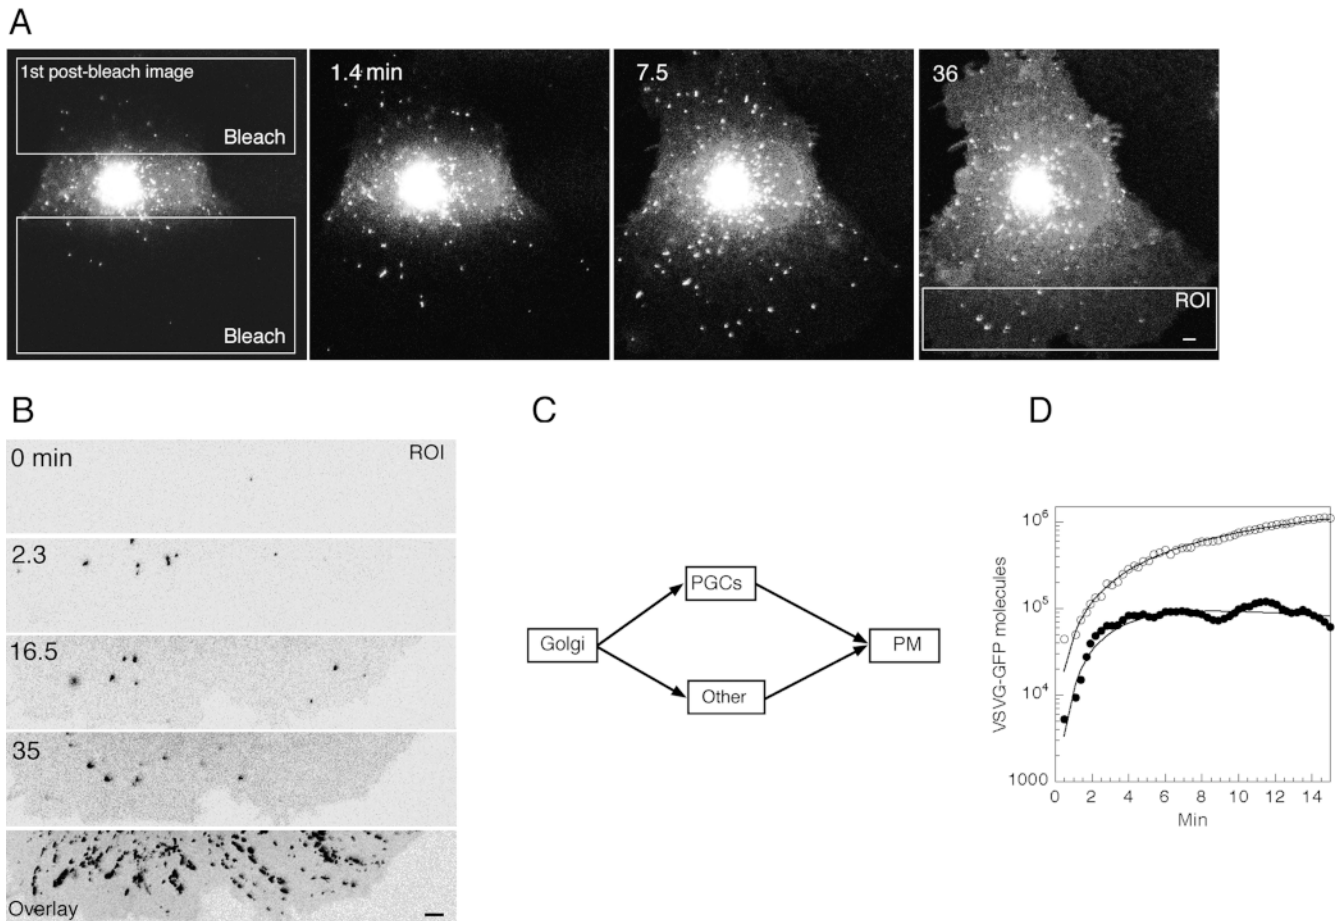 A
1st post-bleach image
Bleach
Bleach
1.4 min
7.5
36
ROI
B
0 min
ROI
2.3
16.5
35
Overlay
C
Golgi
PGCs
Other
PM
D
VSVG-GFP molecules
10^6
10^5
10^4
1000
0 2 4 6 8 10 12 14
Min